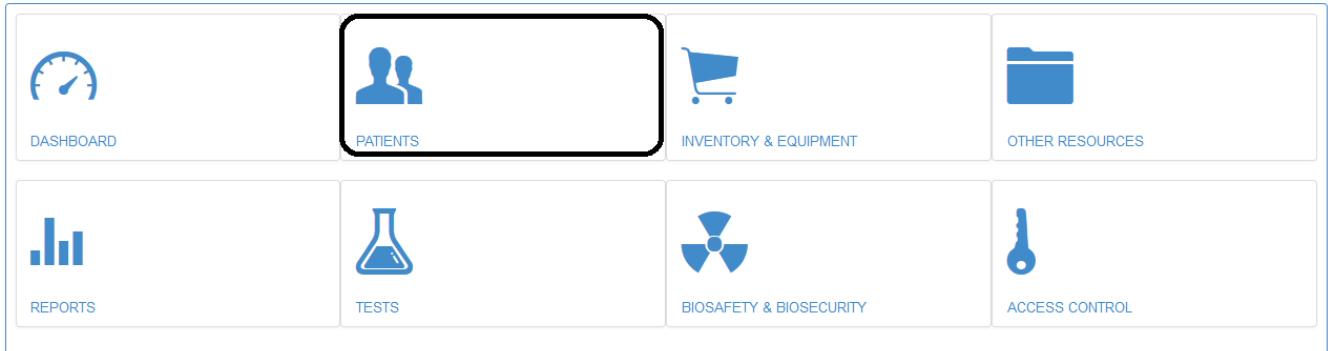 DASHBOARD
PATIENTS
INVENTORY & EQUIPMENT
OTHER RESOURCES
REPORTS
TESTS
BIOSAFETY & BIOSECURITY
ACCESS CONTROL